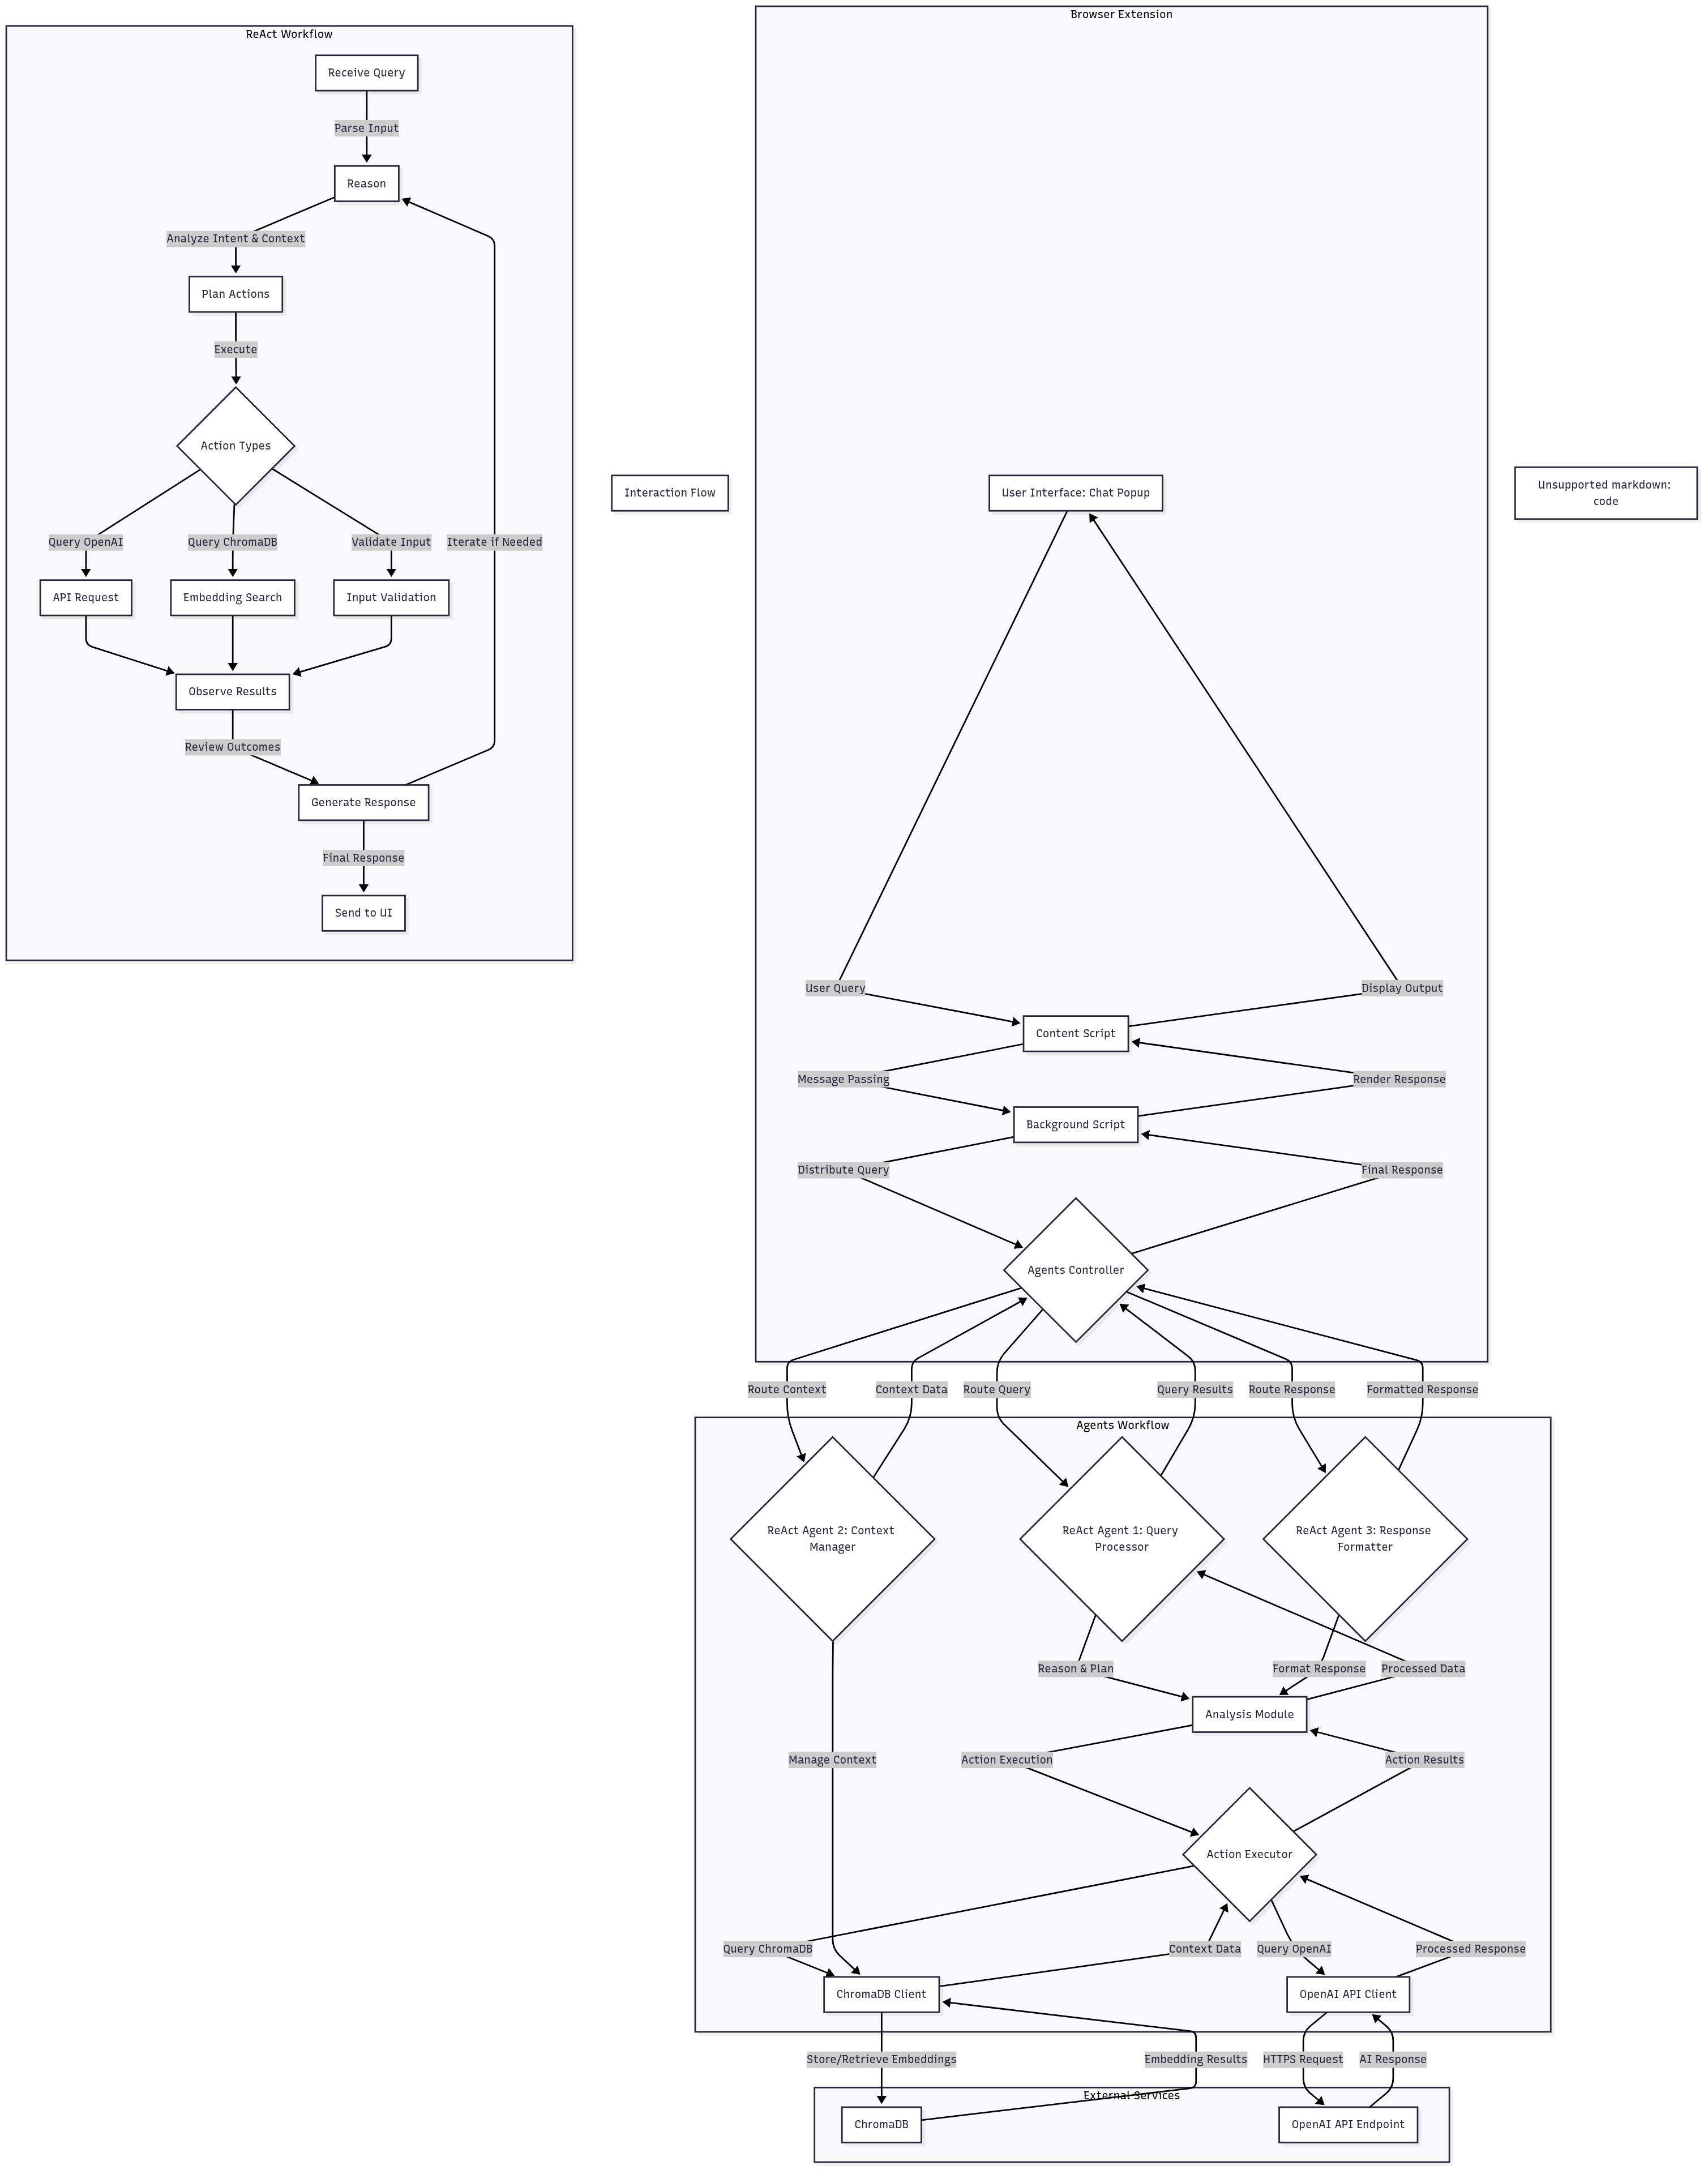 ReAct Workflow
Receive Query
Parse Input
Reason
Analyze Intent & Context
Plan Actions
Execute
Action Types
Query OpenAI
Query ChromaDB
Validate Input
Iterate if Needed
API Request
Embedding Search
Input Validation
Observe Results
Review Outcomes
Generate Response
Final Response
Send to UI
Interaction Flow
Browser Extension
User Interface: Chat Popup
User Query
Display Output
Content Script
Message Passing
Render Response
Background Script
Distribute Query
Final Response
Agents Controller
Route Context
Context Data
Route Query
Query Results
Route Response
Formatted Response
Agents Workflow
ReAct Agent 2: Context
Manager
ReAct Agent 1: Query
Processor
ReAct Agent 3: Response
Formatter
Reason & Plan
Format Response
Processed Data
Analysis Module
Manage Context
Action Execution
Action Results
Action Executor
Query ChromaDB
Context Data
Query OpenAI
Processed Response
ChromaDB Client
OpenAI API Client
Store/Retrieve Embeddings
Embedding Results
HTTPS Request
AI Response
External Services
ChromaDB
OpenAI API Endpoint
Unsupported markdown:
code